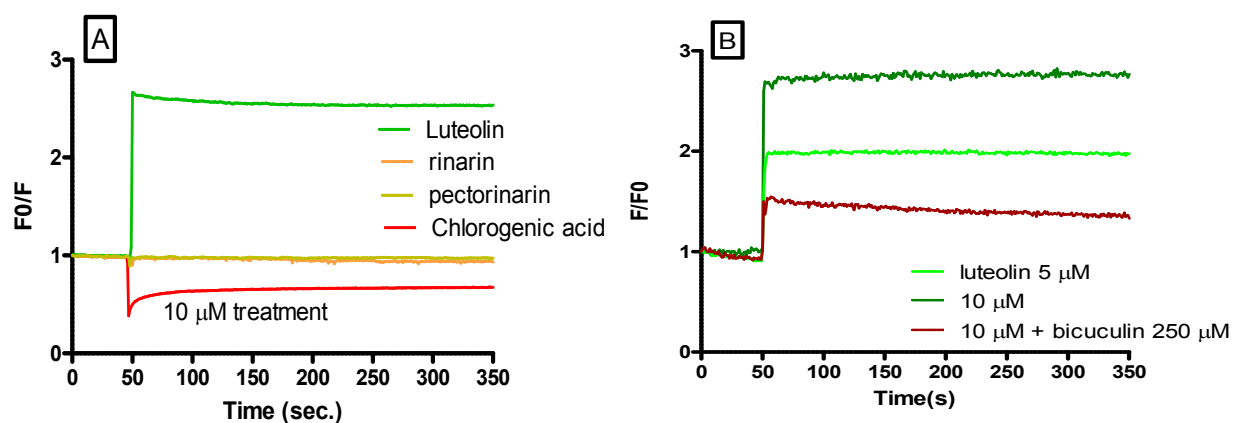 A
F0/F
3
2
1
0
Luteolin
rinarin
pectorinarin
Chlorogenic acid
10 μM treatment
0 50 100 150 200 250 300 350
Time (sec.)
B
F/F0
3
2
1
0
luteolin 5 μM
10 μM
10 μM + bicuculin 250 μM
0 50 100 150 200 250 300 350
Time(s)